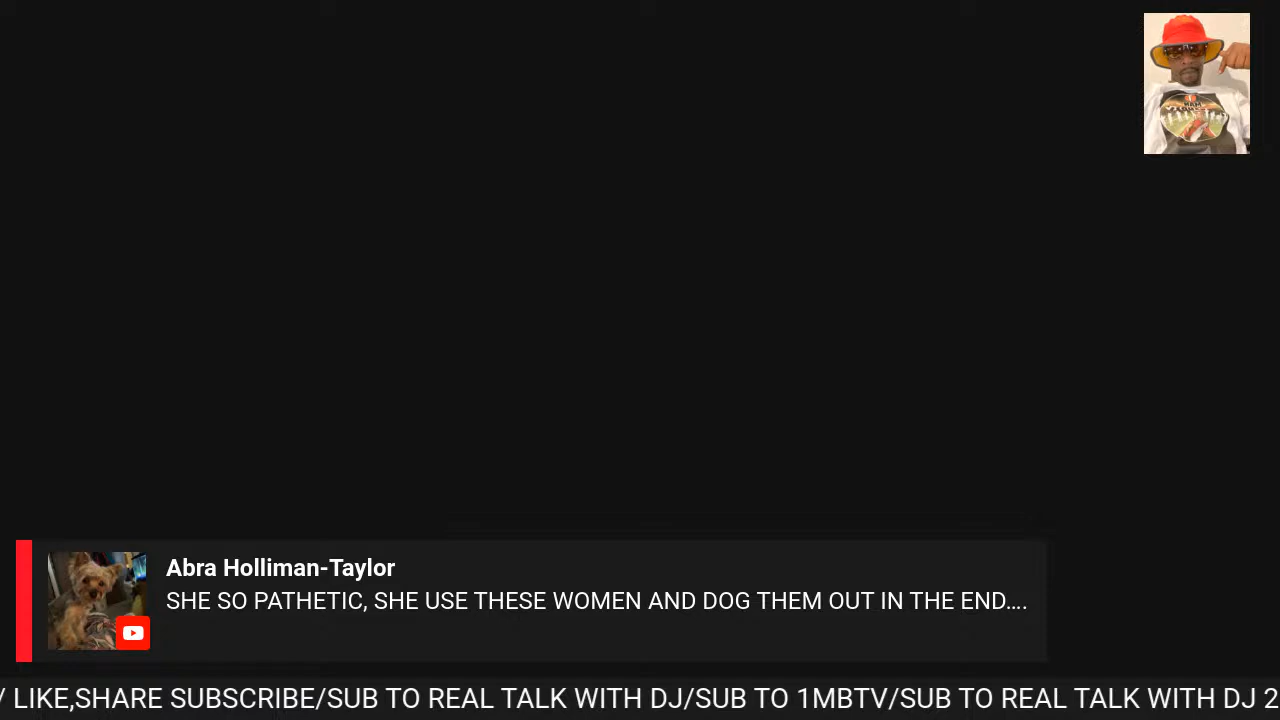 Abra Holliman-Taylor
SHE SO PATHETIC, SHE USE THESE WOMEN AND DOG THEM OUT IN THE END....
/ LIKE,SHARE SUBSCRIBE/SUB TO REAL TALK WITH DJ/SUB TO 1MBTV/SUB TO REAL TALK WITH DJ 2